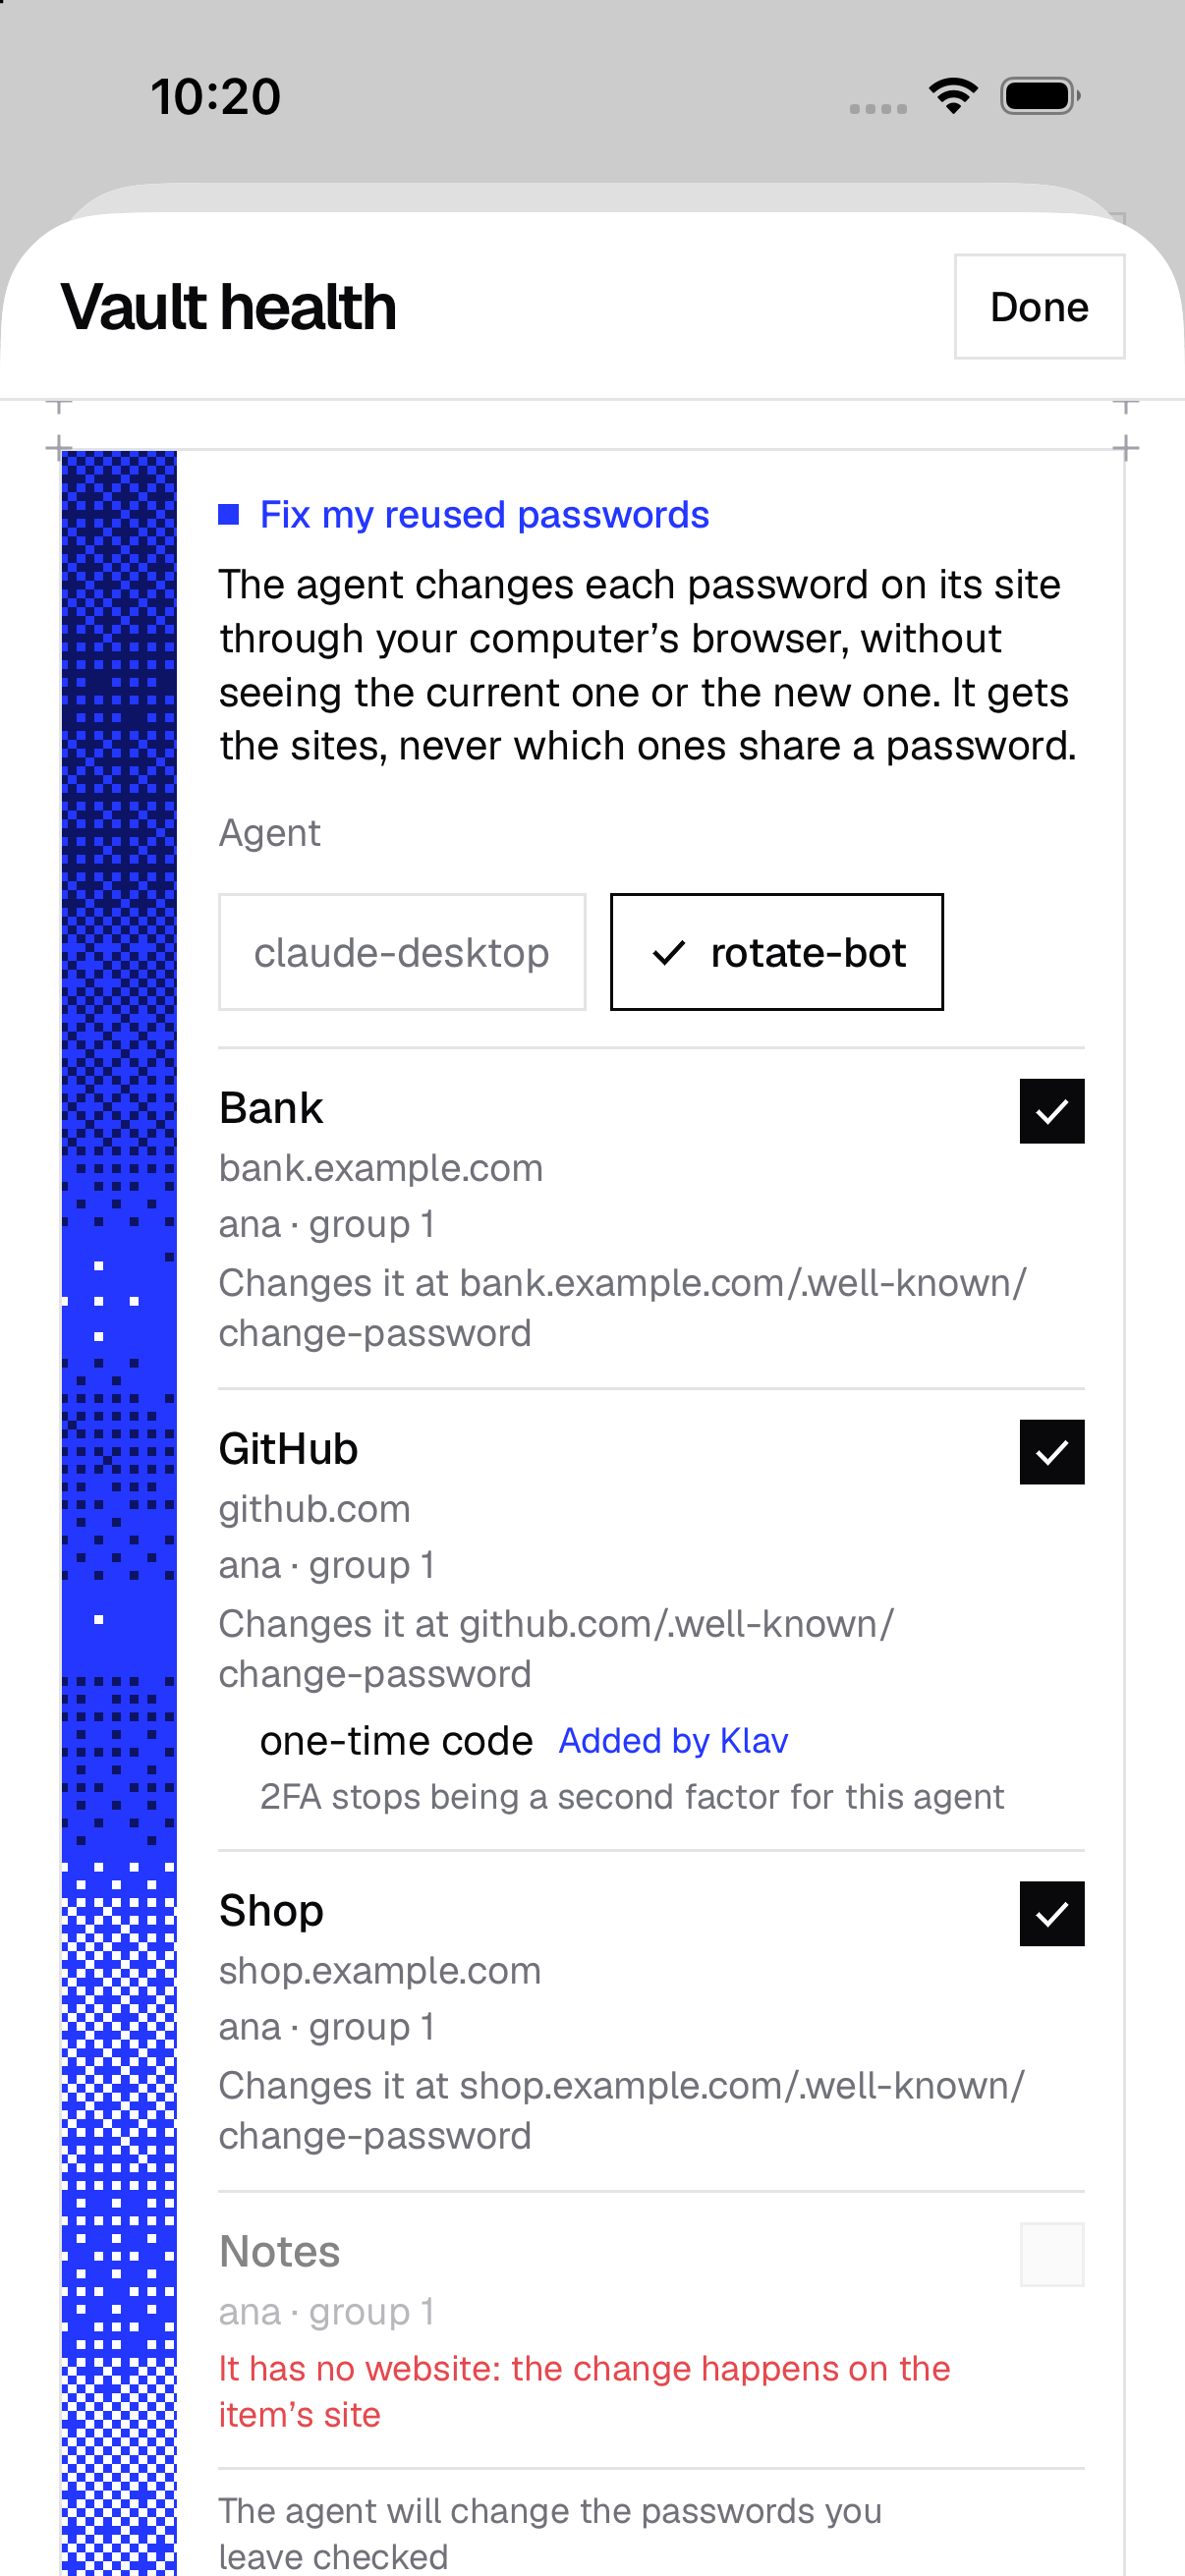 10:20
Vault health
Done
Fix my reused passwords
The agent changes each password on its site
through your computer’s browser, without
seeing the current one or the new one. It gets
the sites, never which ones share a password.
Agent
claude-desktop
rotate-bot
Bank
bank.example.com
ana · group 1
Changes it at bank.example.com/.well-known/
change-password
GitHub
github.com
ana · group 1
Changes it at github.com/.well-known/
change-password
one-time code Added by Klav
2FA stops being a second factor for this agent
Shop
shop.example.com
ana · group 1
Changes it at shop.example.com/.well-known/
change-password
Notes
ana · group 1
It has no website: the change happens on the
item’s site
The agent will change the passwords you
leave checked